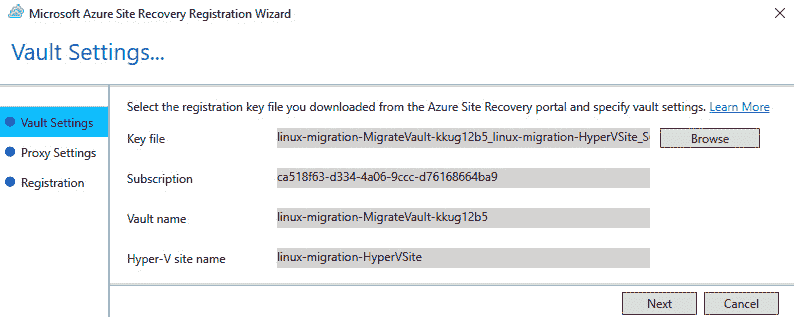 Microsoft Azure Site Recovery Registration Wizard
Vault Settings...
Vault Settings
Proxy Settings
Registration
Select the registration key file you downloaded from the Azure Site Recovery portal and specify vault settings. Learn More
Key file linux-migration-MigrateVault-kkug12b5_linux-migration-HyperVSite_S Browse
Subscription ca518f63-d334-4a06-9ccc-d76168664ba9
Vault name linux-migration-MigrateVault-kkug12b5
Hyper-V site name linux-migration-HyperVSite
Next Cancel